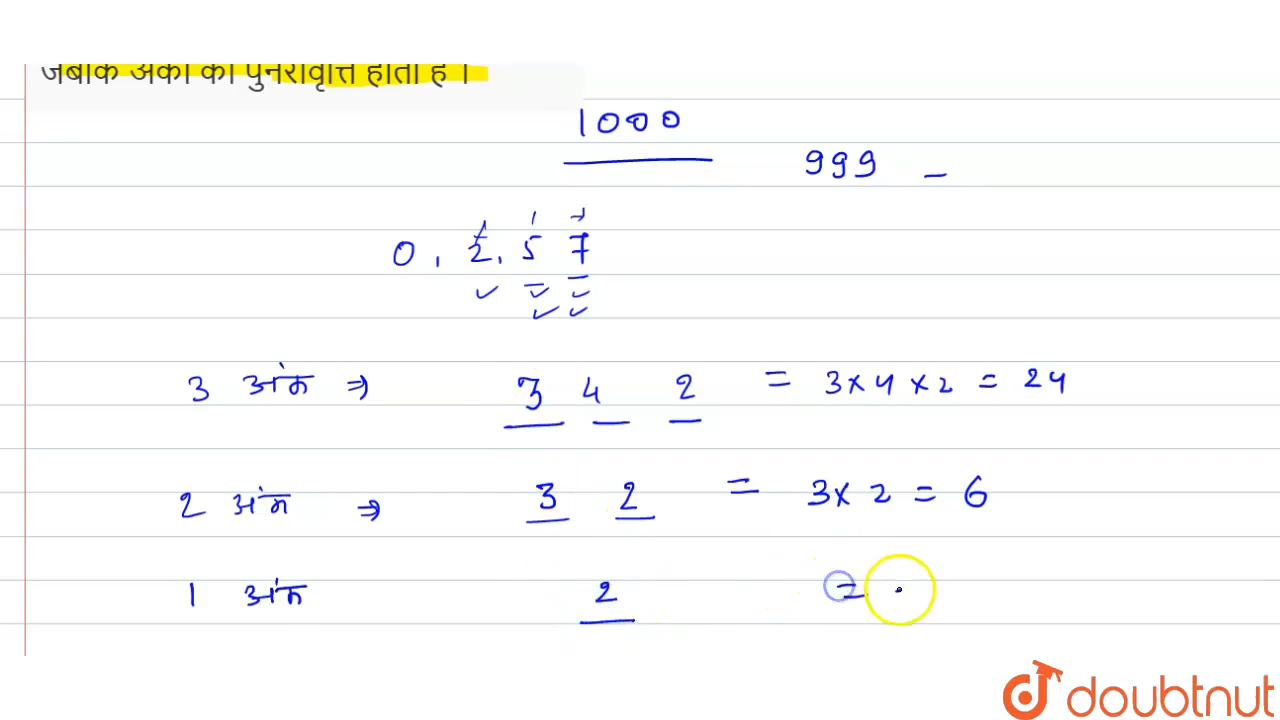 जबकि अंकों की पुनरावृत्ति होती है ।
1000
999 –
0, 2, 5 7
3 अंक ⇒ 3 4 2 = 3×4×2 = 24
2 अंक ⇒ 3 2 = 3×2 = 6
1 अंक 2 =
doubtnut